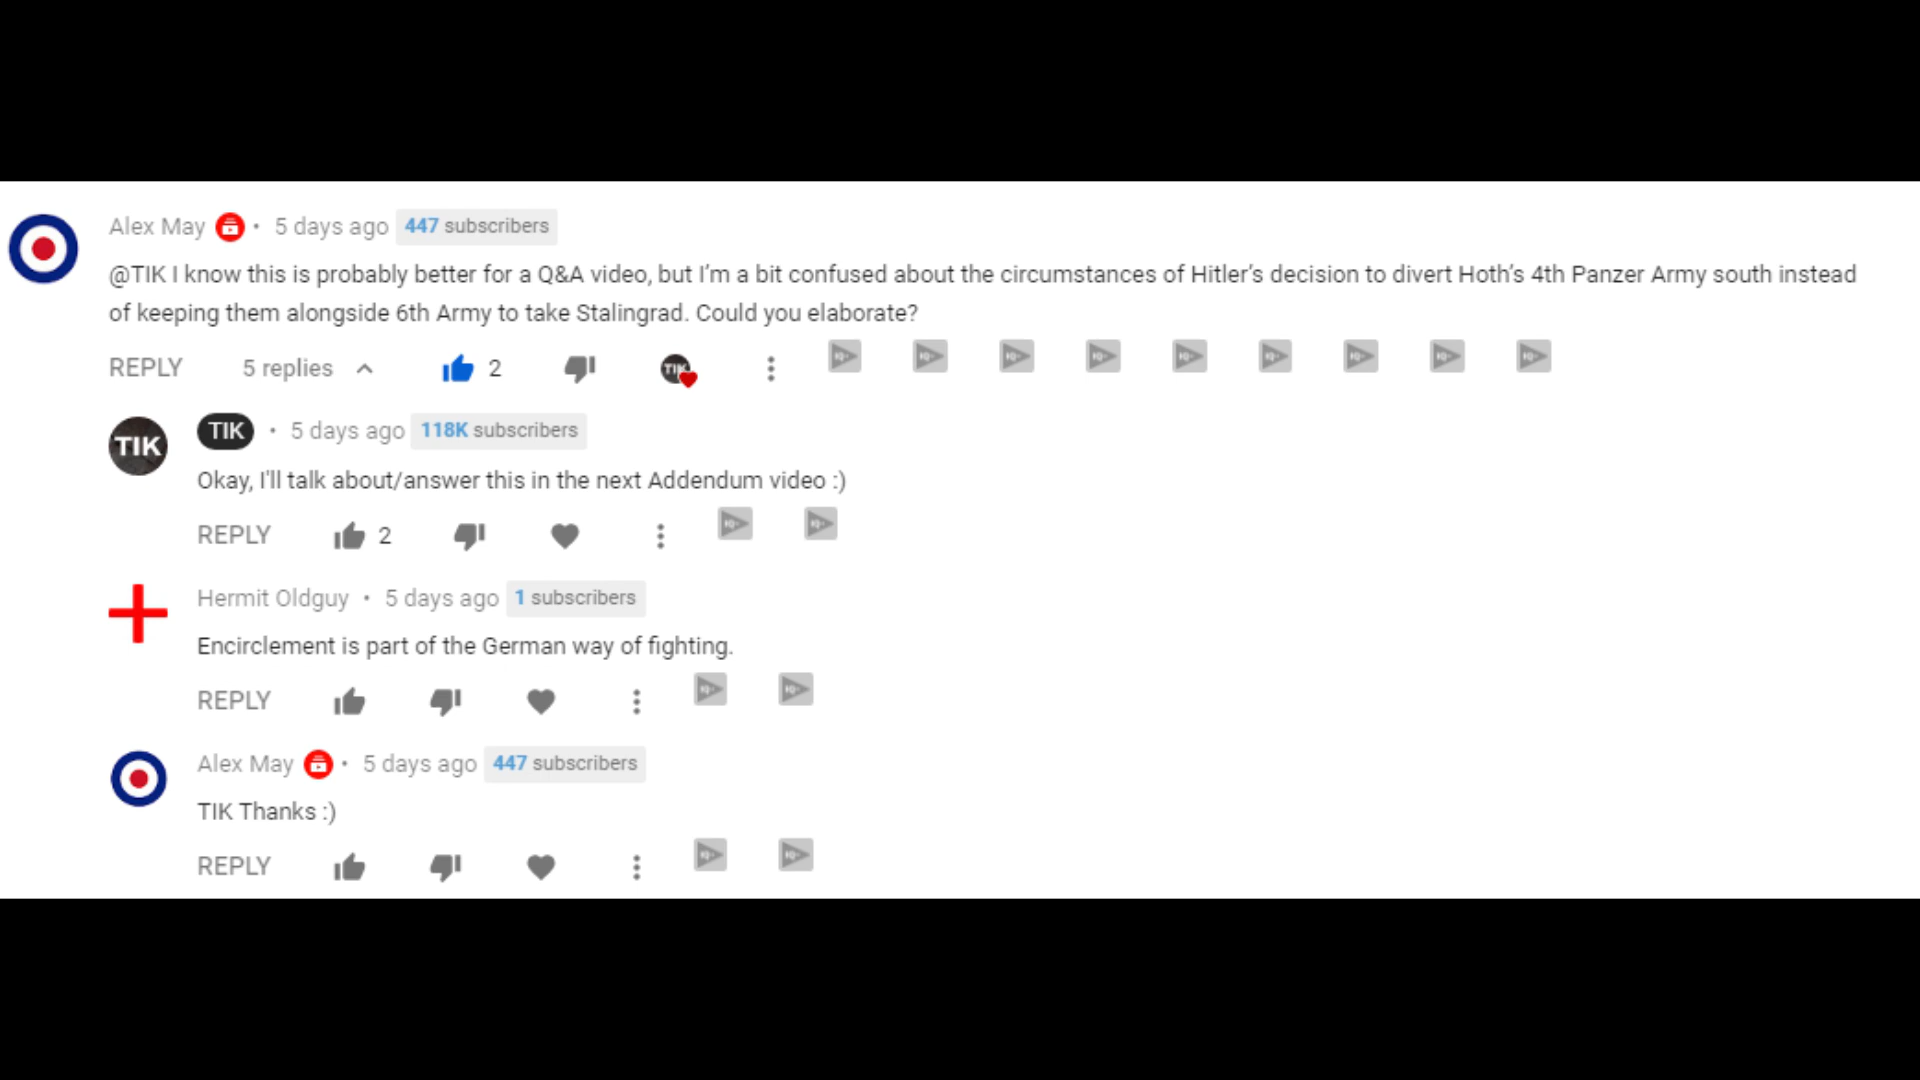 Alex May • 5 days ago 447 subscribers
@TIK I know this is probably better for a Q&A video, but I’m a bit confused about the circumstances of Hitler’s decision to divert Hoth’s 4th Panzer Army south instead
of keeping them alongside 6th Army to take Stalingrad. Could you elaborate?
REPLY 5 replies 2 TIK
TIK TIK • 5 days ago 118K subscribers
Okay, I'll talk about/answer this in the next Addendum video :)
REPLY 2
Hermit Oldguy • 5 days ago 1 subscribers
Encirclement is part of the German way of fighting.
REPLY
Alex May • 5 days ago 447 subscribers
TIK Thanks :)
REPLY